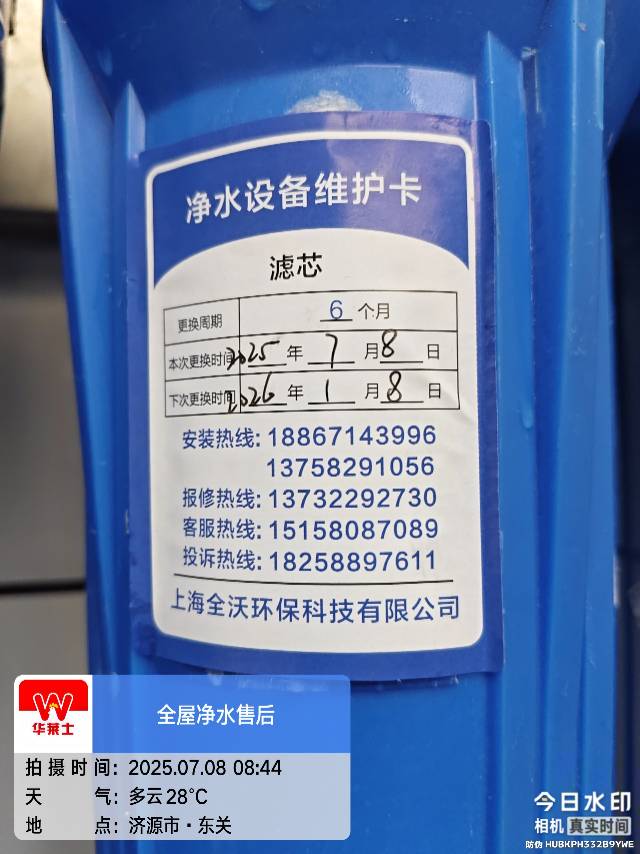 净水设备维护卡
滤芯
更换周期 6 个月
本次更换时间 2025 年 7 月 8 日
下次更换时间 2026 年 1 月 8 日
安装热线: 18867143996
13758291056
报修热线: 13732292730
客服热线: 15158087089
投诉热线: 18258897611
上海全沃环保科技有限公司
华莱士
全屋净水售后
拍摄时间: 2025.07.08 08:44
天 气: 多云 28℃
地 点: 济源市·东关
今日水印
相机 真实时间
防伪 HUBKPH332B9YWE